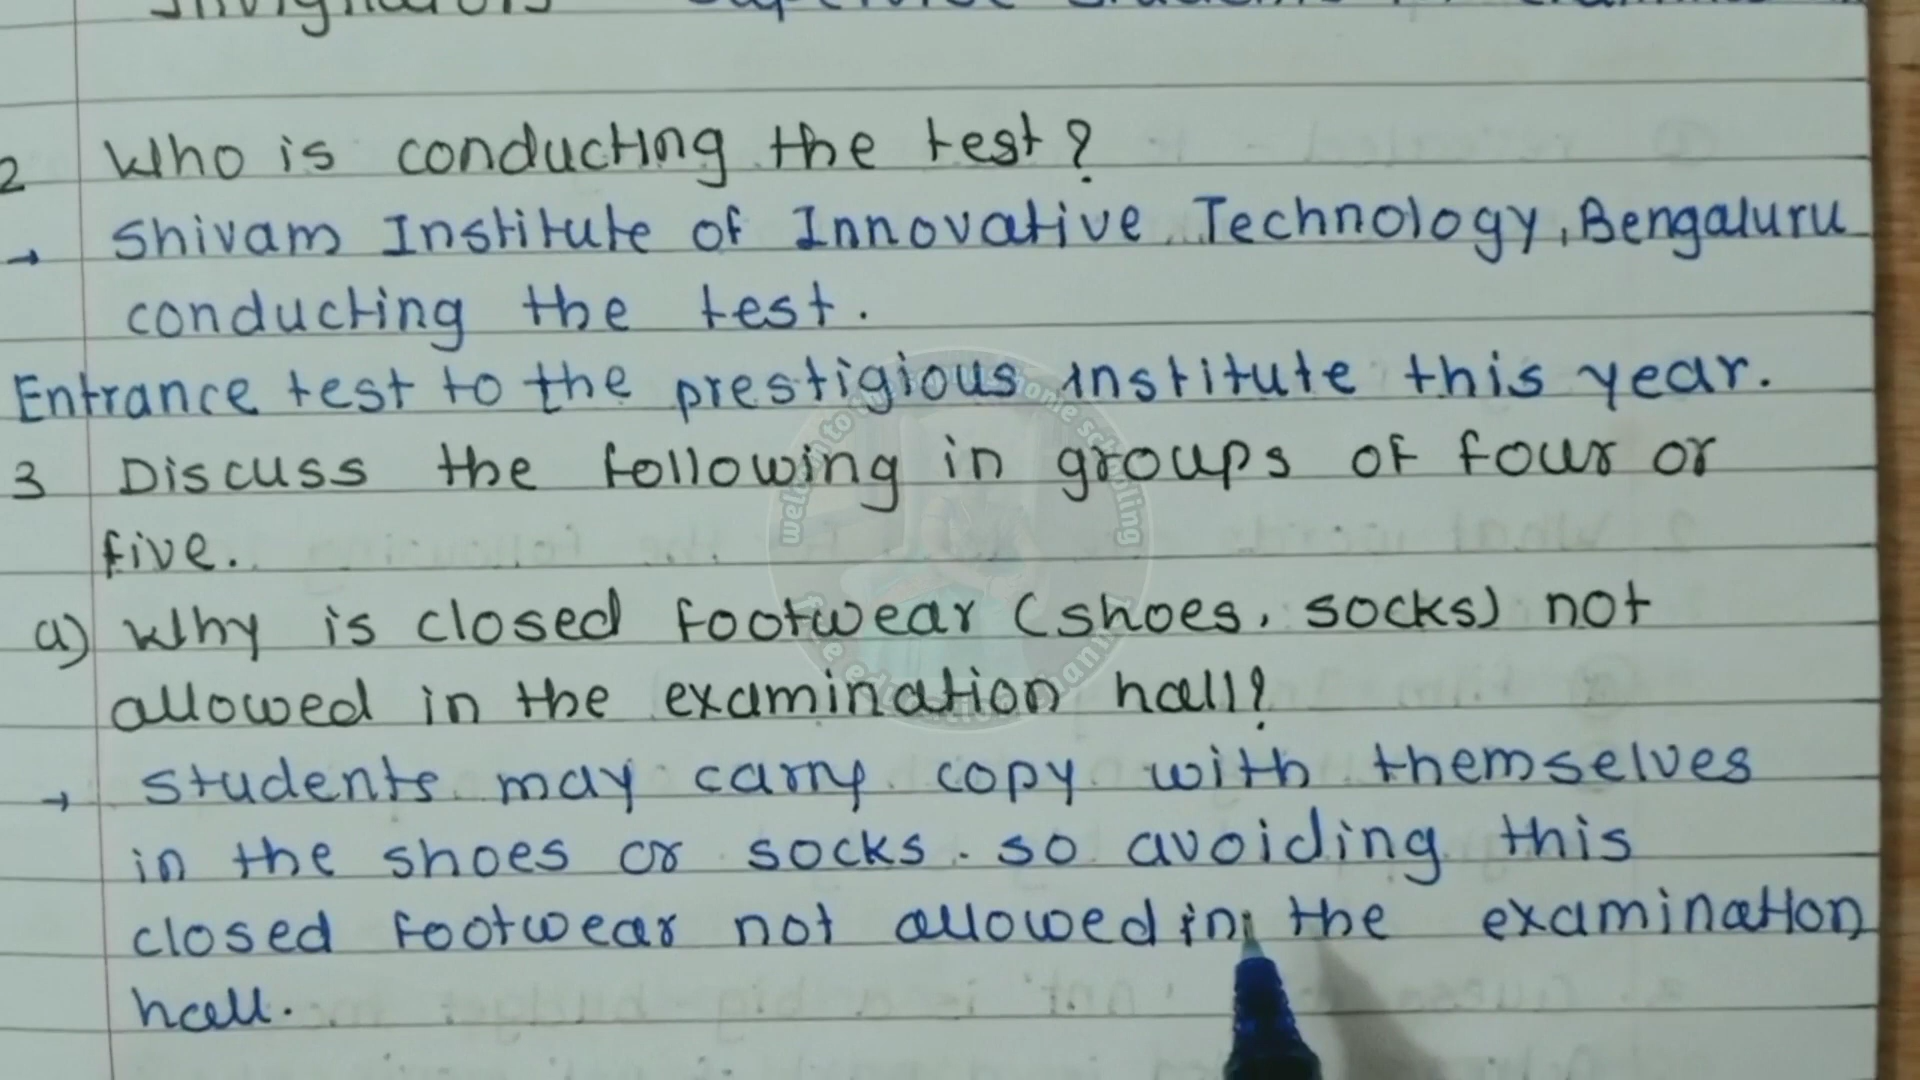 Invigilators
2 Who is conducting the test?
→ Shivam Institute of Innovative Technology, Bengaluru
conducting the test.
Entrance test to the prestigious institute this year.
3 Discuss the following in groups of four or
five.
a) Why is closed footwear (shoes, socks) not
allowed in the examination hall?
→ students may carry copy with themselves
in the shoes or socks. so avoiding this
closed footwear not allowed in the examination
hall.